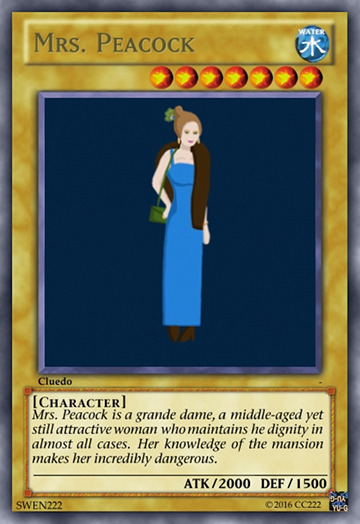 Mrs. Peacock
WATER
水
Cluedo
-
[Character]
Mrs. Peacock is a grande dame, a middle-aged yet
still attractive woman who maintains he dignity in
almost all cases. Her knowledge of the mansion
makes her incredibly dangerous.
ATK/2000 DEF/1500
SWEN222
©2016 CC222